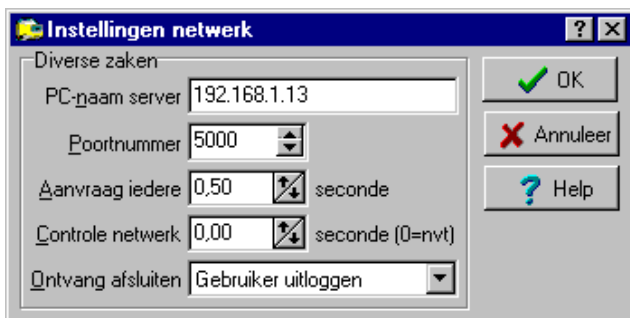 Instellingen netwerk
Diverse zaken
PC-naam server 192.168.1.13
Poortnummer 5000
Aanvraag iedere 0,50 seconde
Controle netwerk 0,00 seconde (0=nvt)
Ontvang afsluiten Gebruiker uitloggen
OK
Annuleer
? Help